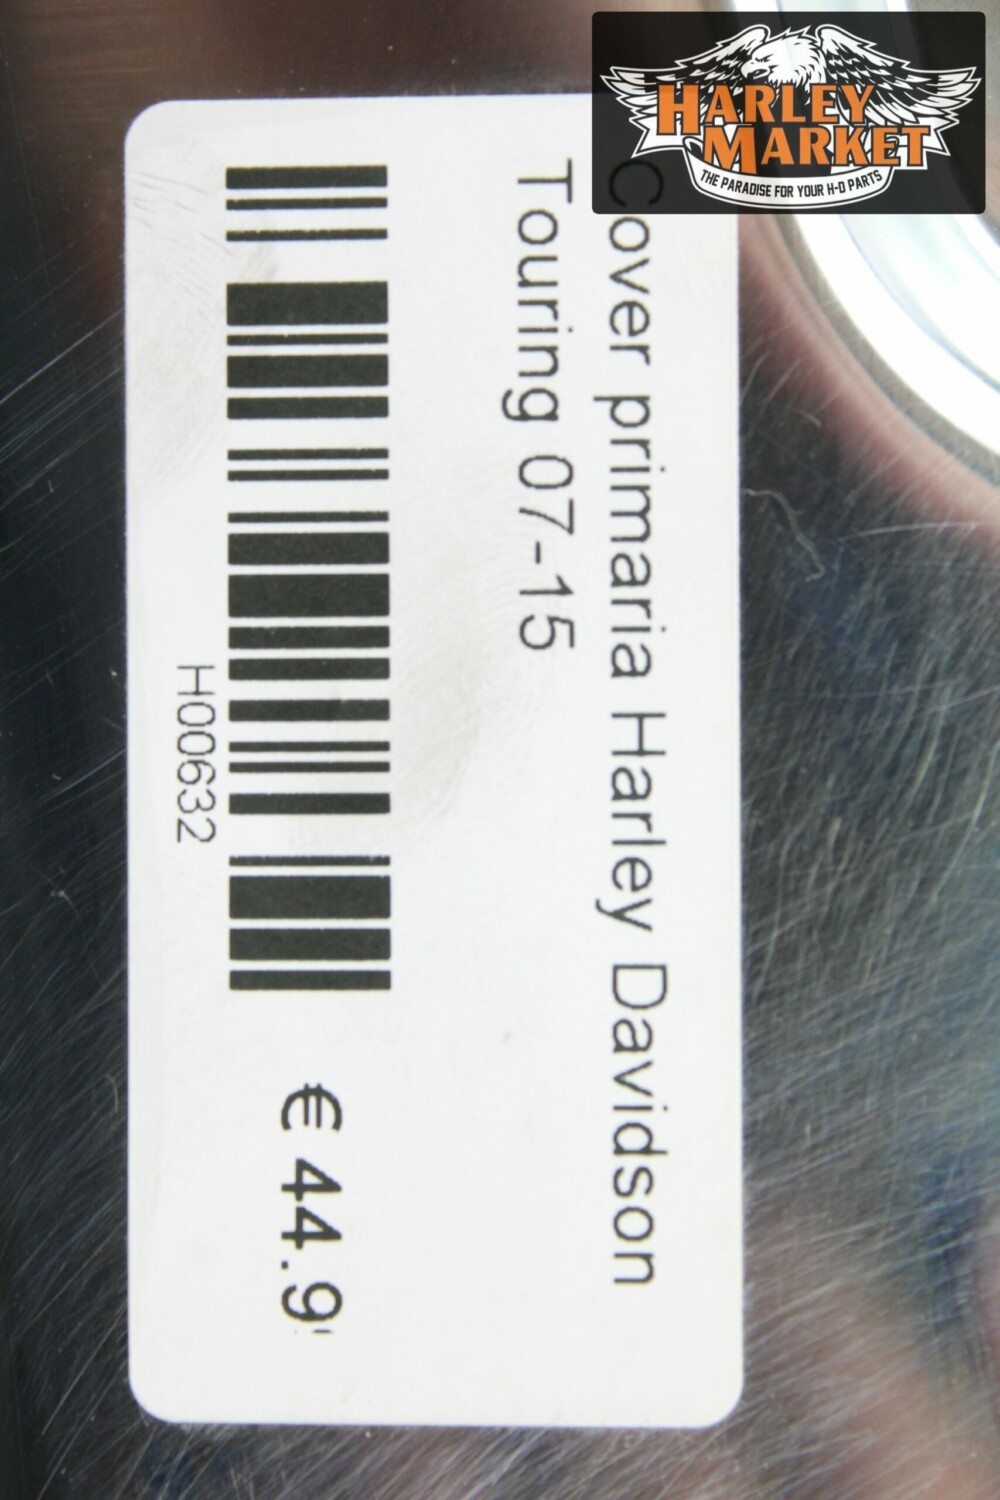 HARLEY
MARKET
THE PARADISE FOR YOUR H-D PARTS
Cover primaria Harley Davidson
Touring 07-15
H00632
€ 44.9